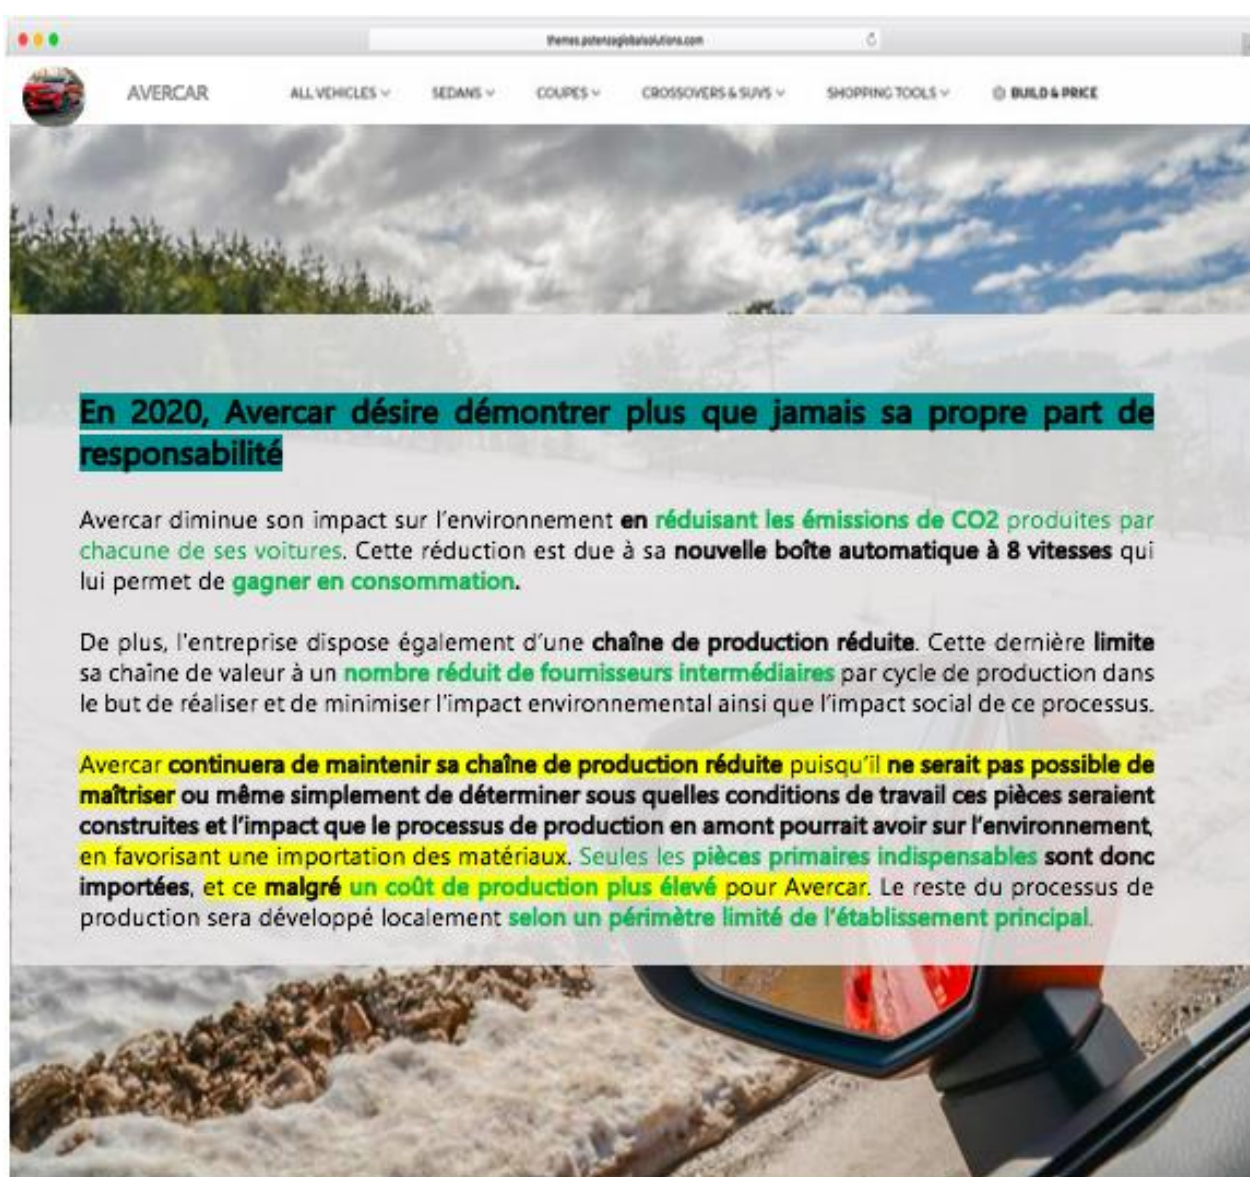 themes.potenzaglobalsolutions.com
AVERCAR ALL VEHICLES SEDANS COUPES CROSSOVERS & SUVS SHOPPING TOOLS BUILD & PRICE
En 2020, Avercar désire démontrer plus que jamais sa propre part de
responsabilité
Avercar diminue son impact sur l'environnement en réduisant les émissions de CO2 produites par
chacune de ses voitures. Cette réduction est due à sa nouvelle boîte automatique à 8 vitesses qui
lui permet de gagner en consommation.
De plus, l'entreprise dispose également d'une chaîne de production réduite. Cette dernière limite
sa chaîne de valeur à un nombre réduit de fournisseurs intermédiaires par cycle de production dans
le but de réaliser et de minimiser l'impact environnemental ainsi que l'impact social de ce processus.
Avercar continuera de maintenir sa chaîne de production réduite puisqu'il ne serait pas possible de
maîtriser ou même simplement de déterminer sous quelles conditions de travail ces pièces seraient
construites et l'impact que le processus de production en amont pourrait avoir sur l'environnement,
en favorisant une importation des matériaux. Seules les pièces primaires indispensables sont donc
importées, et ce malgré un coût de production plus élevé pour Avercar. Le reste du processus de
production sera développé localement selon un périmètre limité de l'établissement principal.